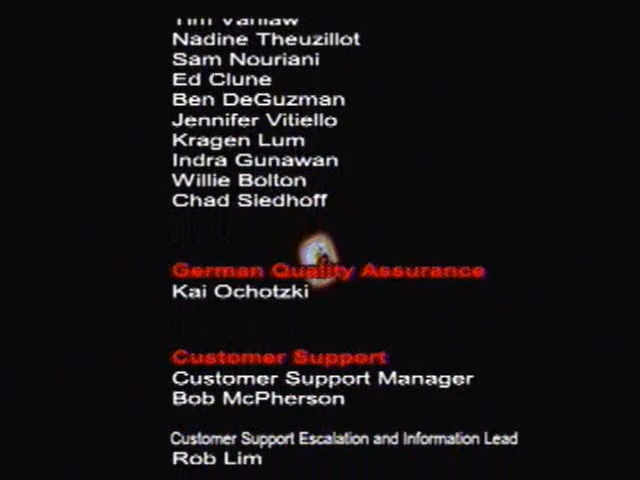 Tim Vanlaw
Nadine Theuzillot
Sam Nouriani
Ed Clune
Ben DeGuzman
Jennifer Vitiello
Kragen Lum
Indra Gunawan
Willie Bolton
Chad Siedhoff
German Quality Assurance
Kai Ochotzki
Customer Support
Customer Support Manager
Bob McPherson
Customer Support Escalation and Information Lead
Rob Lim